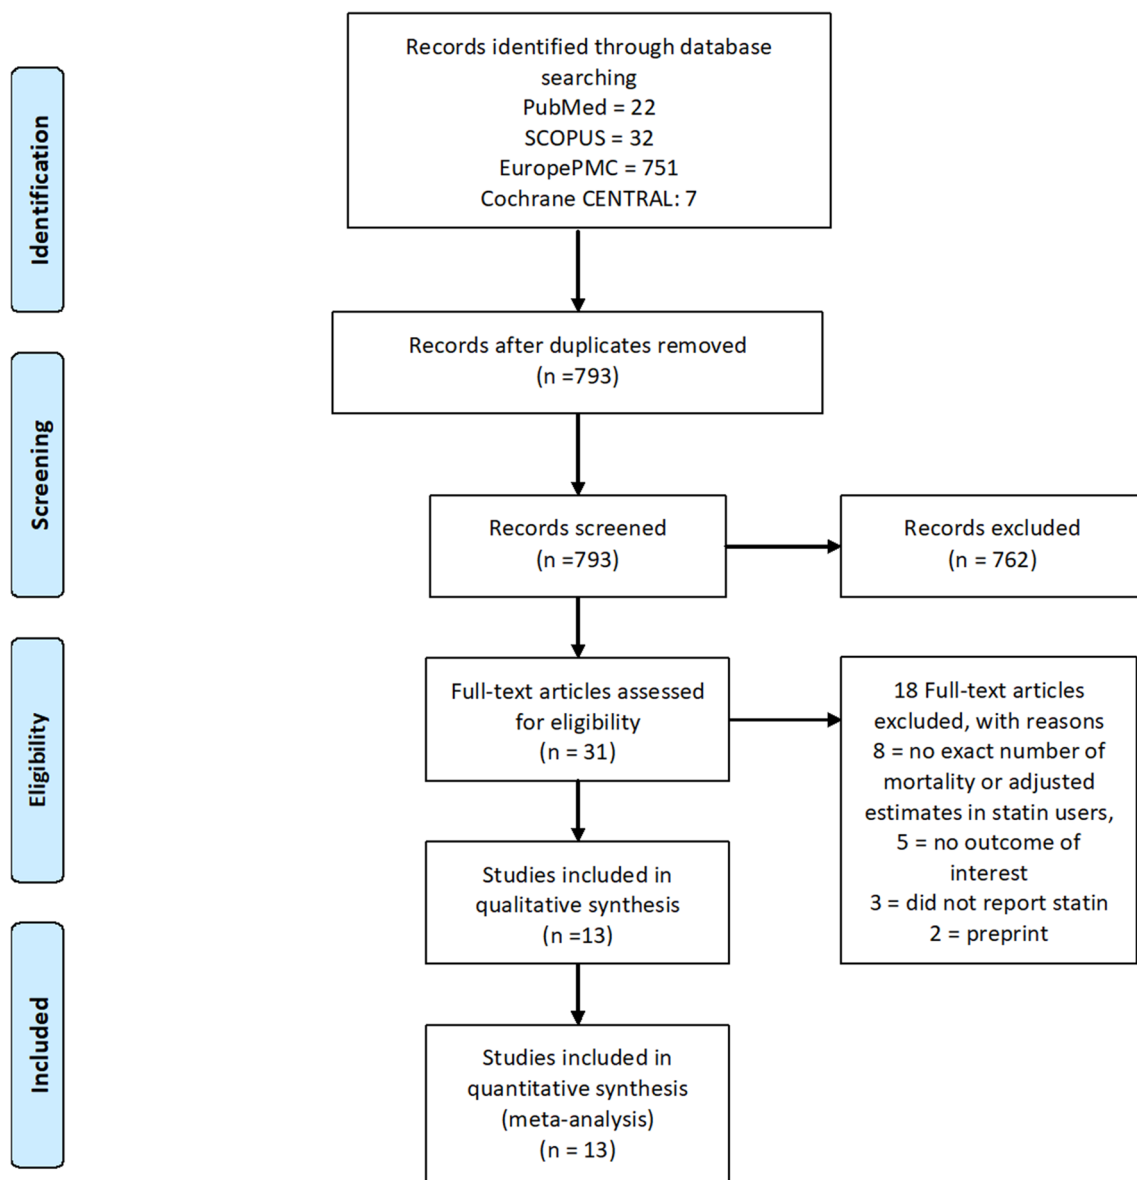 Identification
Records identified through database
searching
PubMed = 22
SCOPUS = 32
EuropePMC = 751
Cochrane CENTRAL: 7
Records after duplicates removed
(n =793)
Screening
Records screened
(n =793)
Records excluded
(n = 762)
Eligibility
Full-text articles assessed
for eligibility
(n = 31)
18 Full-text articles
excluded, with reasons
8 = no exact number of
mortality or adjusted
estimates in statin users,
5 = no outcome of
interest
3 = did not report statin
2 = preprint
Studies included in
qualitative synthesis
(n =13)
Included
Studies included in
quantitative synthesis
(meta-analysis)
(n = 13)